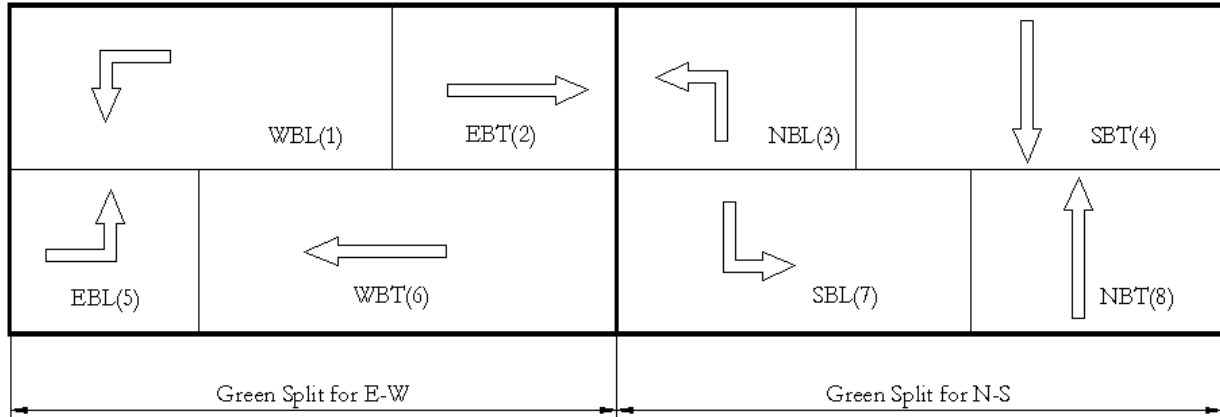 WBL(1)
EBT(2)
NBL(3)
SBT(4)
EBL(5)
WBT(6)
SBL(7)
NBT(8)
Green Split for E-W
Green Split for N-S